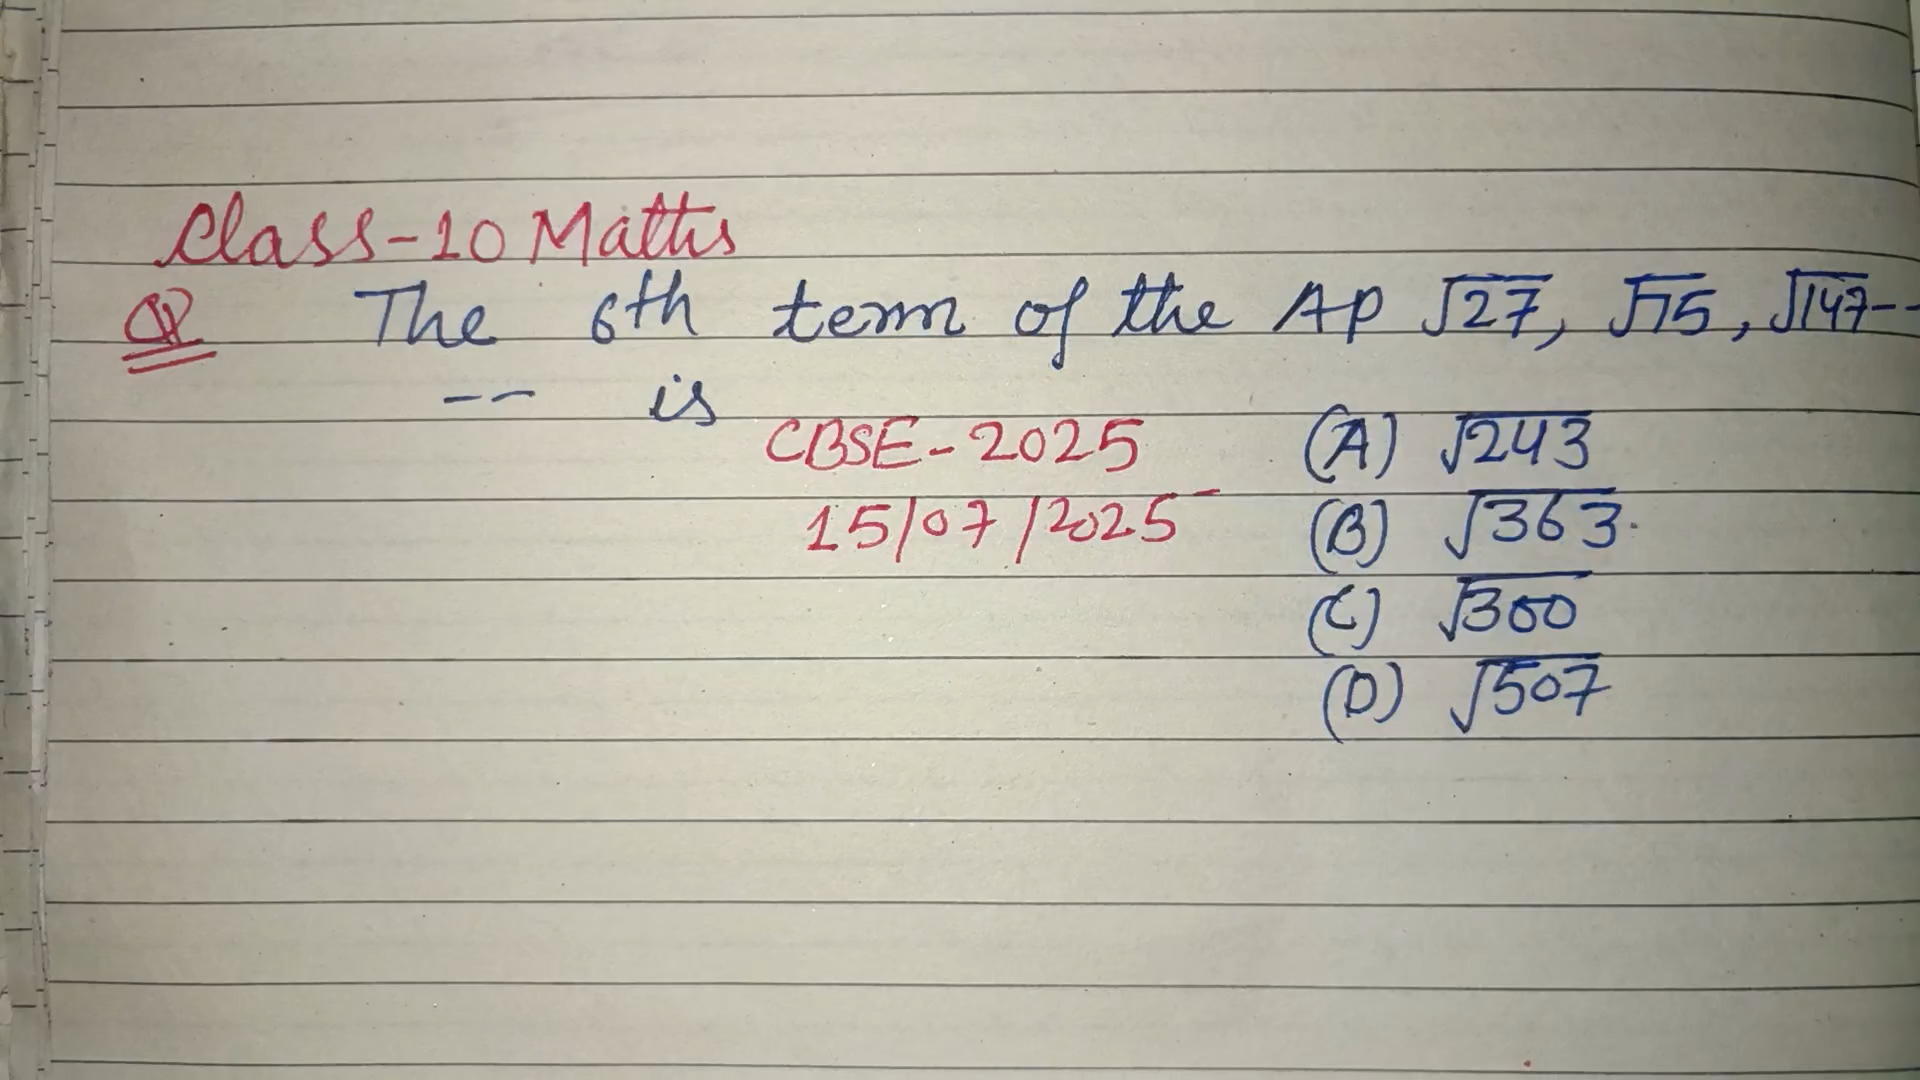 Class-10 Maths
Q The 6th term of the AP √27, √75, √147--
-- is
CBSE-2025 (A) √243
15/07/2025 (B) √363.
(C) √300
(D) √507